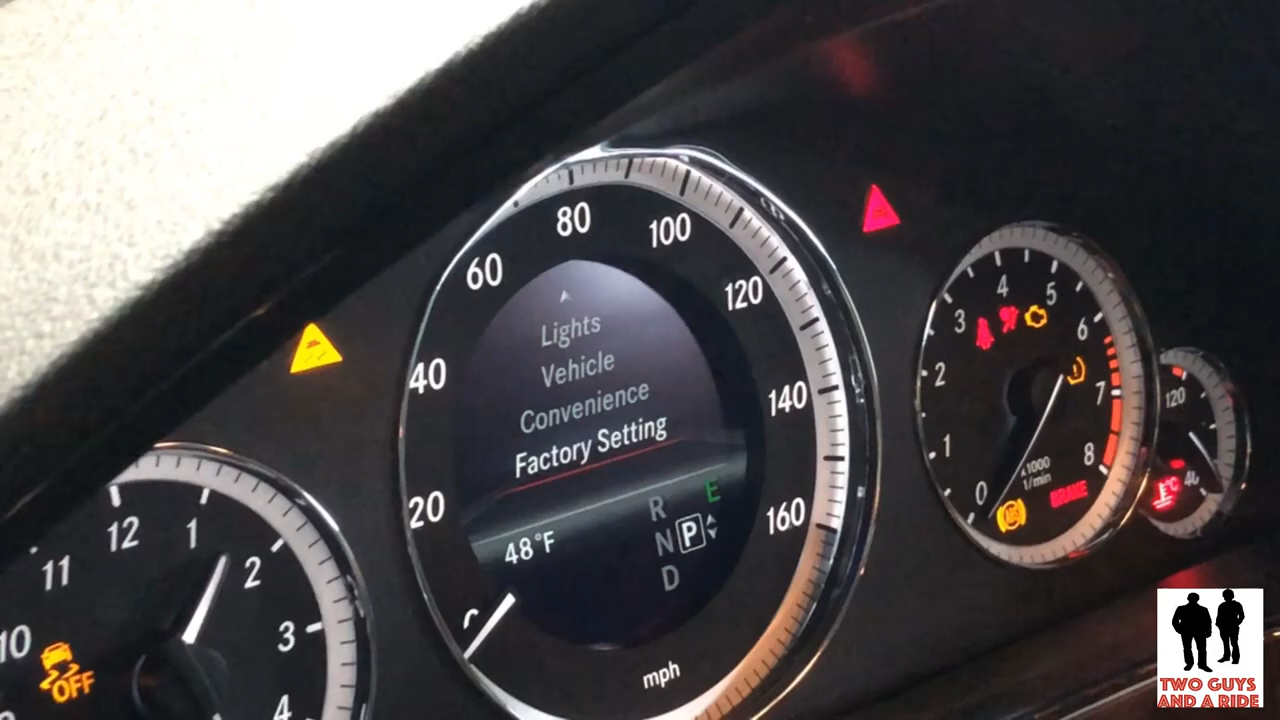 80
100
60
120
40
140
20
160
Lights
Vehicle
Convenience
Factory Setting
48°F
R
E
N P
D
mph
4
5
3
6
2
7
1
8
0
x1000
1/min
ABS
BRAKE
120
°C
40
12
1
11
2
10
3
4
OFF
TWO GUYS
AND A RIDE